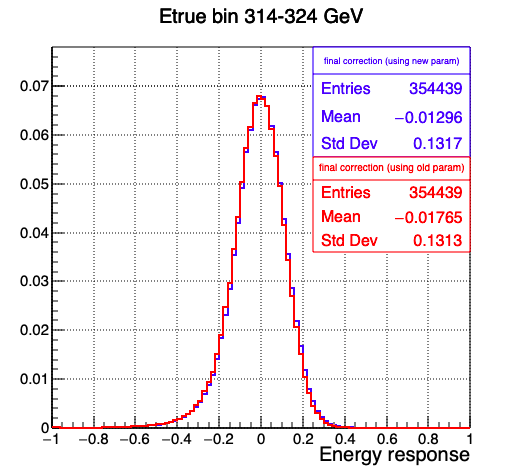 Etrue bin 314-324 GeV
final correction (using new param)
Entries 354439
Mean −0.01296
Std Dev 0.1317
final correction (using old param)
Entries 354439
Mean −0.01765
Std Dev 0.1313
0.07
0.06
0.05
0.04
0.03
0.02
0.01
0
−1 −0.8 −0.6 −0.4 −0.2 0 0.2 0.4 0.6 0.8 1
Energy response